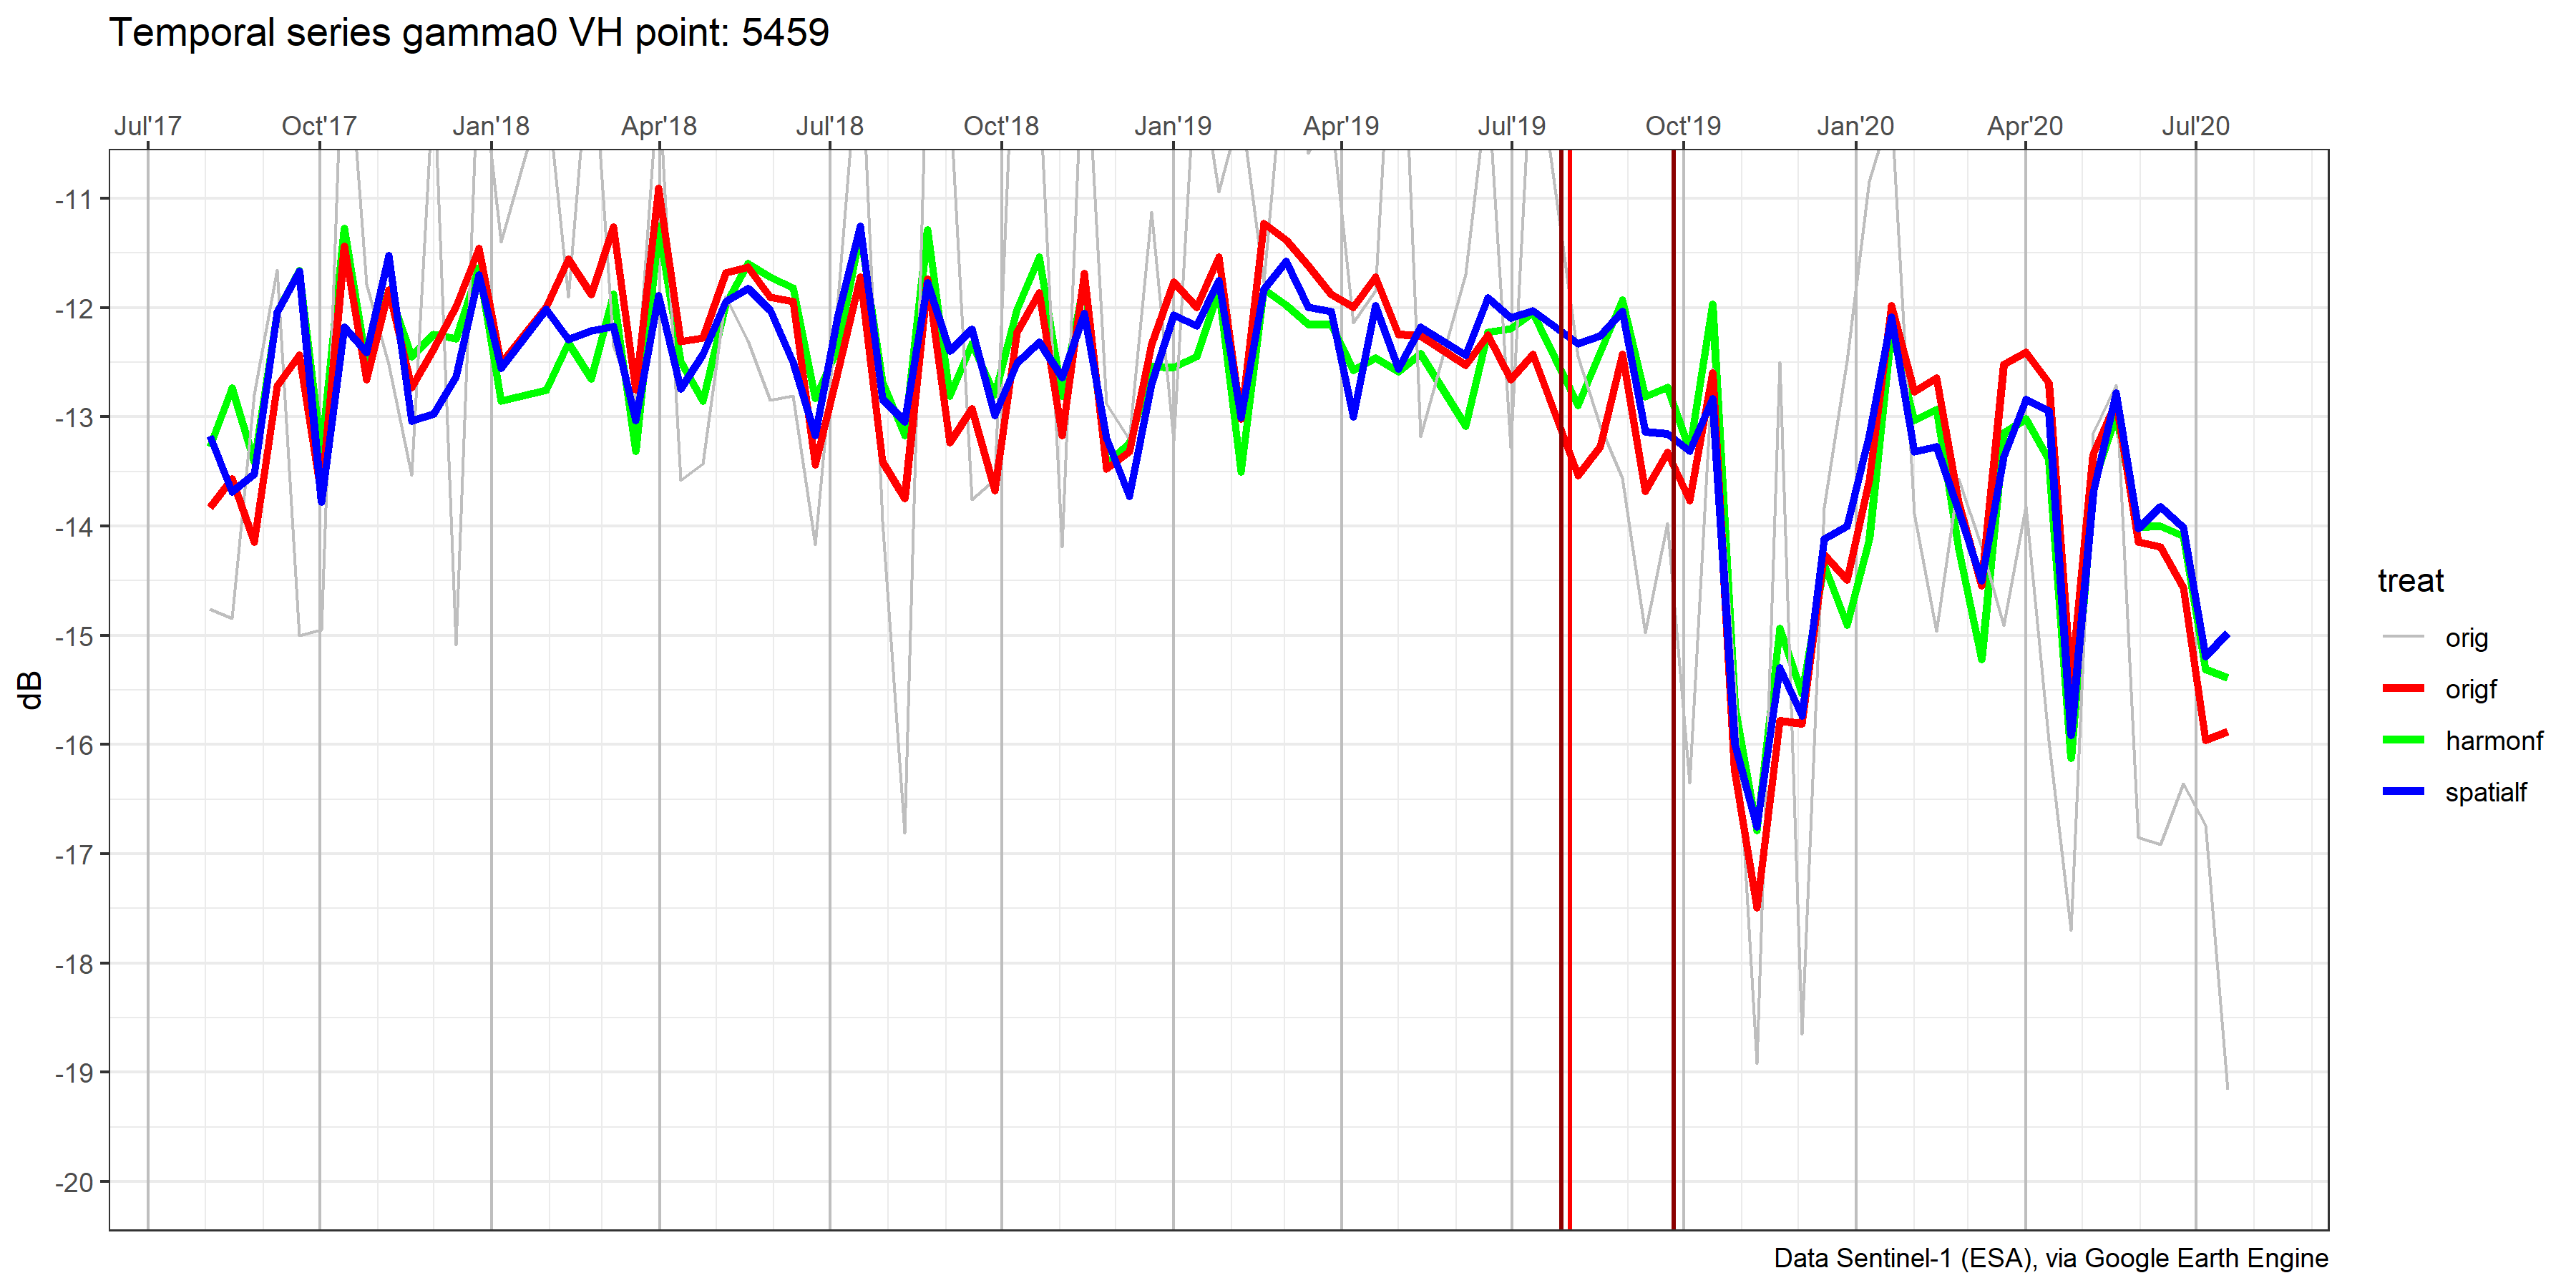 Temporal series gamma0 VH point: 5459
Jul'17 Oct'17 Jan'18 Apr'18 Jul'18 Oct'18 Jan'19 Apr'19 Jul'19 Oct'19 Jan'20 Apr'20 Jul'20
-11
-12
-13
-14
-15
-16
-17
-18
-19
-20
dB
treat
orig
origf
harmonf
spatialf
Data Sentinel-1 (ESA), via Google Earth Engine